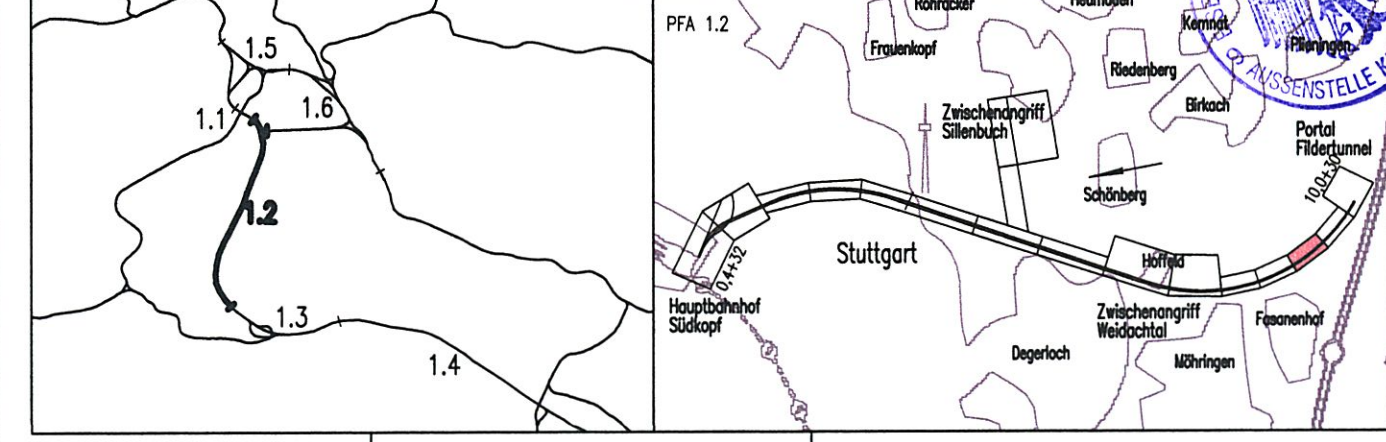 1.5
1.6
1.1
1.2
1.3
1.4
PFA 1.2
Rohracker
Heumaden
Frauenkopf
Kemnat
Plieningen
Riedenberg
AUSSENSTELLE
Birkach
Zwischenangriff
Sillenbuch
Portal
Fildertunnel
10,0+30
Schönberg
Stuttgart
Hoffeld
0,4+32
Hauptbahnhof
Südkopf
Zwischenangriff
Weidachtal
Fasanenhof
Degerloch
Möhringen